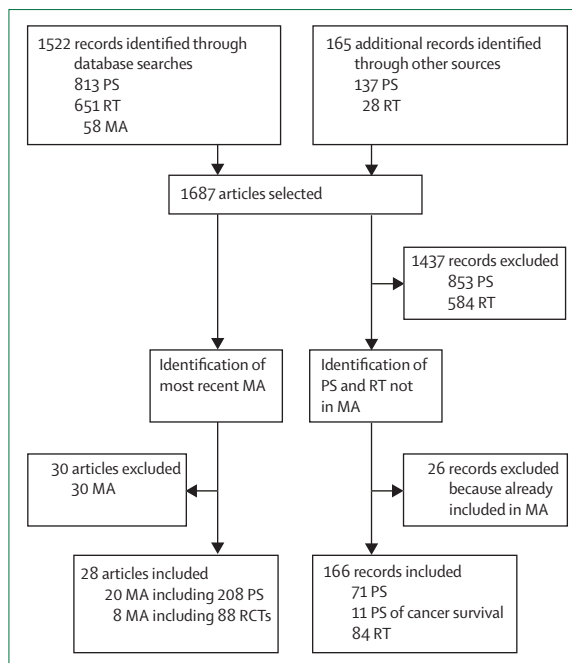 1522 records identified through
database searches
813 PS
651 RT
58 MA
165 additional records identified
through other sources
137 PS
28 RT
1687 articles selected
1437 records excluded
853 PS
584 RT
Identification of
most recent MA
Identification of
PS and RT not
in MA
30 articles excluded
30 MA
26 records excluded
because already
included in MA
28 articles included
20 MA including 208 PS
8 MA including 88 RCTs
166 records included
71 PS
11 PS of cancer survival
84 RT